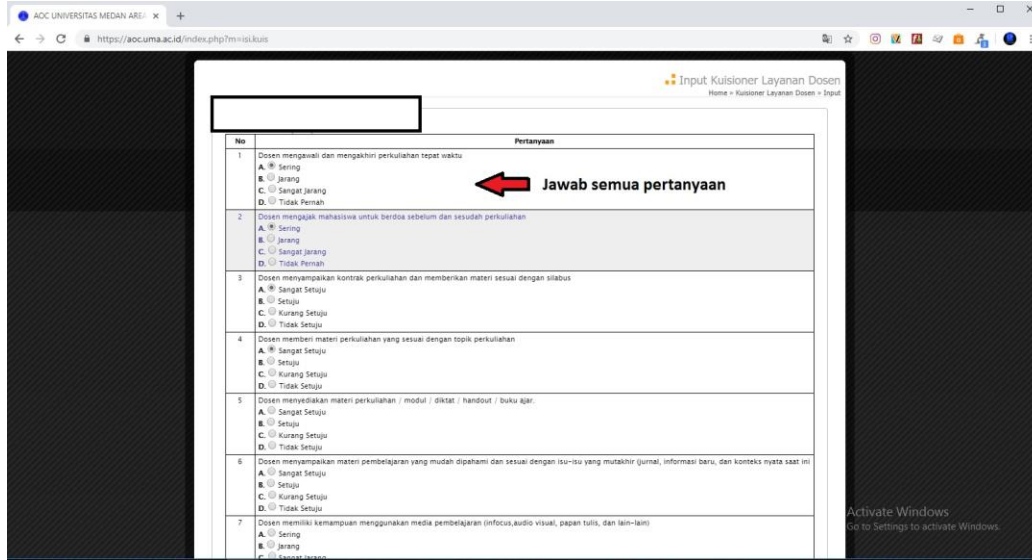 AOC UNIVERSITAS MEDAN AREA
https://aoc.uma.ac.id/index.php?m=isi.kuis
Input Kuisioner Layanan Dosen
Home » Kuisioner Layanan Dosen » Input
No Pertanyaan
1 Dosen mengawali dan mengakhiri perkuliahan tepat waktu
A. Sering
B. Jarang
C. Sangat Jarang
D. Tidak Pernah
Jawab semua pertanyaan
2 Dosen mengajak mahasiswa untuk berdoa sebelum dan sesudah perkuliahan
A. Sering
B. Jarang
C. Sangat Jarang
D. Tidak Pernah
3 Dosen menyampaikan kontrak perkuliahan dan memberikan materi sesuai dengan silabus
A. Sangat Setuju
B. Setuju
C. Kurang Setuju
D. Tidak Setuju
4 Dosen memberi materi perkuliahan yang sesuai dengan topik perkuliahan
A. Sangat Setuju
B. Setuju
C. Kurang Setuju
D. Tidak Setuju
5 Dosen menyediakan materi perkuliahan / modul / diktat / handout / buku ajar.
A. Sangat Setuju
B. Setuju
C. Kurang Setuju
D. Tidak Setuju
6 Dosen menyampaikan materi pembelajaran yang mudah dipahami dan sesuai dengan isu-isu yang mutakhir (jurnal, informasi baru, dan konteks nyata saat ini
A. Sangat Setuju
B. Setuju
C. Kurang Setuju
D. Tidak Setuju
7 Dosen memiliki kemampuan menggunakan media pembelajaran (infocus,audio visual, papan tulis, dan lain-lain)
A. Sering
B. Jarang
C. Sangat Jarang
Activate Windows
Go to Settings to activate Windows.